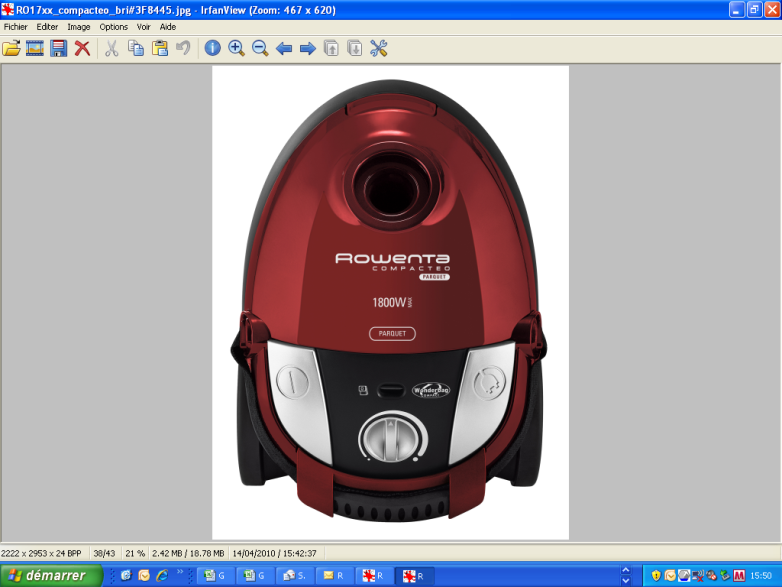 RO17xx_compacteo_bri#3F8445.jpg - IrfanView (Zoom: 467 x 620)
Fichier Editer Image Options Voir Aide
ROWENTA
COMPACTEO
PARQUET
1800W MAX
PARQUET
Wonderbag
2222 x 2953 x 24 BPP 38/43 21 % 2.42 MB / 18.78 MB 14/04/2010 / 15:42:37
démarrer » G G S. R R R M 15:50